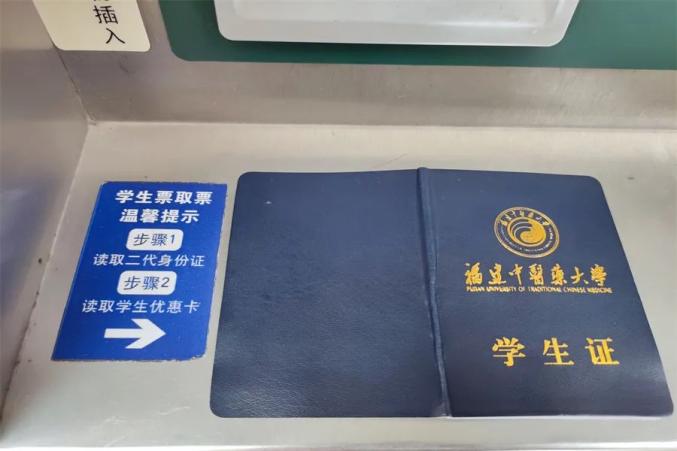 插入
学生票取票
温馨提示
步骤1
读取二代身份证
步骤2
读取学生优惠卡
福建中医药大学
FUJIAN UNIVERSITY OF TRADITIONAL CHINESE MEDICINE
学生证